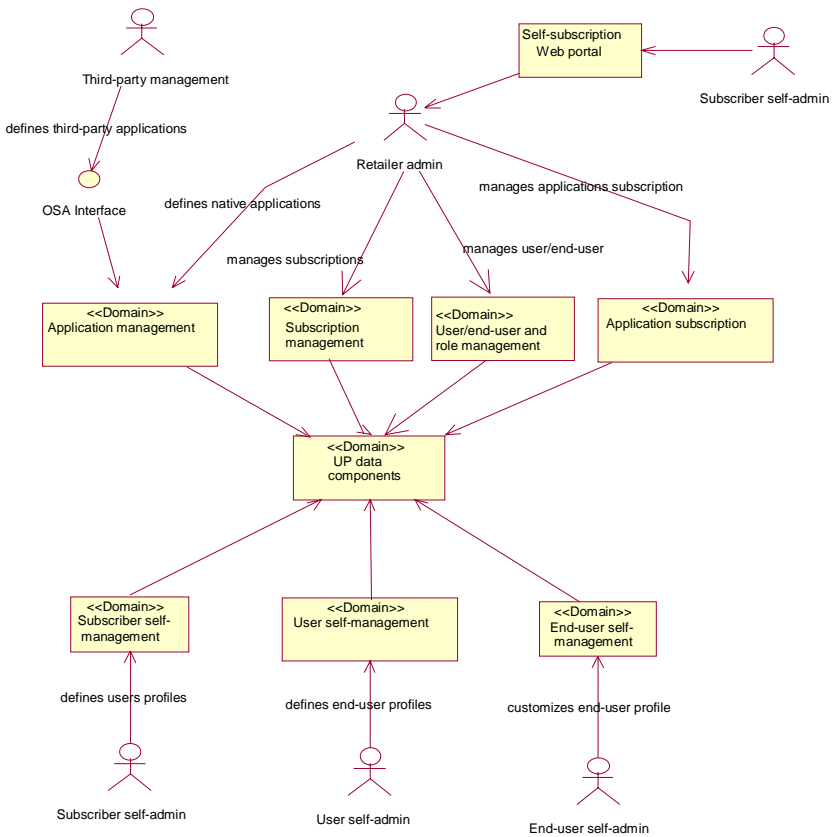 Self-subscription
Web portal
Third-party management
Subscriber self-admin
defines third-party applications
Retailer admin
manages applications subscription
OSA Interface
defines native applications
manages user/end-user
manages subscriptions
<<Domain>>
Application management
<<Domain>>
Subscription
management
<<Domain>>
User/end-user and
role management
<<Domain>>
Application subscription
<<Domain>>
UP data
components
<<Domain>>
Subscriber self-
management
<<Domain>>
User self-management
<<Domain>>
End-user self-
management
defines users profiles
defines end-user profiles
customizes end-user profile
Subscriber self-admin
User self-admin
End-user self-admin